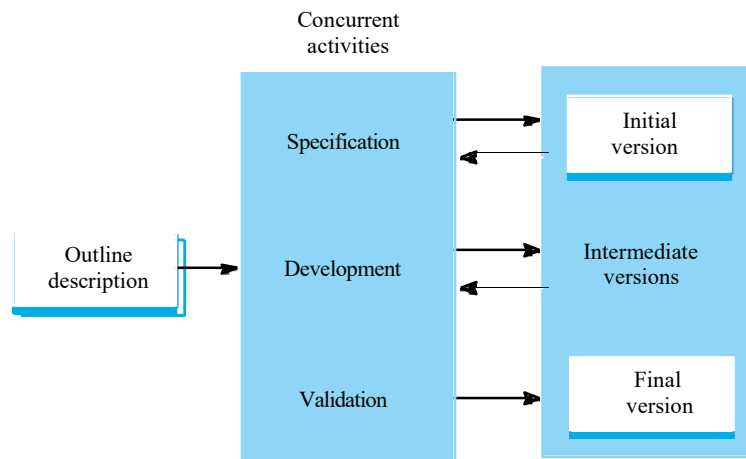 Concurrent
activities
Specification
Initial
version
Outline
description
Development
Intermediate
versions
Validation
Final
version